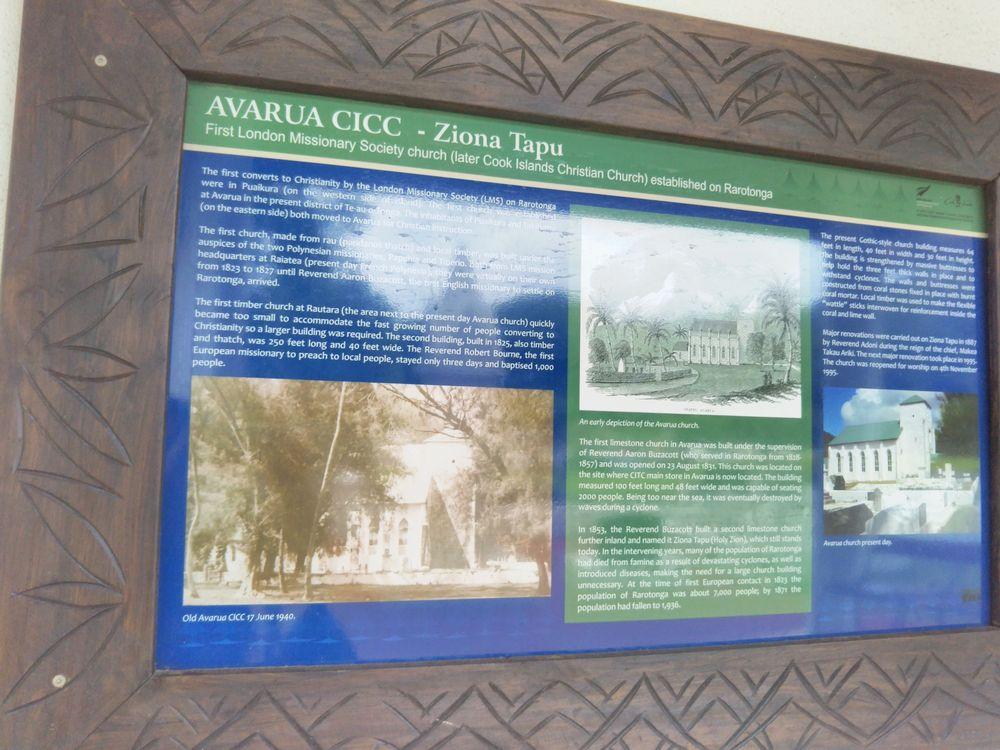 AVARUA CICC - Ziona Tapu
First London Missionary Society church (later Cook Islands Christian Church) established on Rarotonga
The first converts to Christianity by the London Missionary Society (LMS) on Rarotonga
were in Puaikura (on the western side of island). The first church was established
at Avarua in the present district of Te-au-o-Tonga. The inhabitants of Puaikura and
(on the eastern side) both moved to Avarua for Christian instruction.
The first church, made from rau (pandanus thatch) and local timber, was built under the
auspices of the two Polynesian missionaries, Papehia and Tiberio. Both from LMS mission
headquarters at Raiatea (present day French Polynesia), they were virtually on their own
from 1823 to 1827 until Reverend Aaron Buzacott, the first English missionary to settle on
Rarotonga, arrived.
The first timber church at Rautara (the area next to the present day Avarua church) quickly
became too small to accommodate the fast growing number of people converting to
Christianity so a larger building was required. The second building, built in 1825, also timber
and thatch, was 250 feet long and 40 feet wide. The Reverend Robert Bourne, the first
European missionary to preach to local people, stayed only three days and baptised 1,000
people.
Old Avarua CICC 17 June 1940.
An early depiction of the Avarua church.
The first limestone church in Avarua was built under the supervision
of Reverend Aaron Buzacott (who served in Rarotonga from 1828-
1857) and was opened on 23 August 1831. This church was located on
the site where CITC main store in Avarua is now located. The building
measured 100 feet long and 48 feet wide and was capable of seating
2000 people. Being too near the sea, it was eventually destroyed by
waves during a cyclone.
In 1853, the Reverend Buzacott built a second limestone church
further inland and named it Ziona Tapu (Holy Zion), which still stands
today. In the intervening years, many of the population of Rarotonga
had died from famine as a result of devastating cyclones, as well as
introduced diseases, making the need for a large church building
unnecessary. At the time of first European contact in 1823 the
population of Rarotonga was about 7,000 people; by 1871 the
population had fallen to 1,936.
The present Gothic-style church building measures 64
feet in length, 40 feet in width and 30 feet in height.
The building is strengthened by massive buttresses to
help hold the three feet thick walls in place and to
withstand cyclones. The walls and buttresses were
constructed from coral stones fixed in place with burnt
coral mortar. Local timber was used to make the flexible
"wattle" sticks interwoven for reinforcement inside the
coral and lime wall.
Major renovations were carried out on Ziona Tapu in 1887
by Reverend Adoni during the reign of the chief, Makea
Takau Ariki. The next major renovation took place in 1995.
The church was reopened for worship on 4th November
1995.
Avarua church present day.